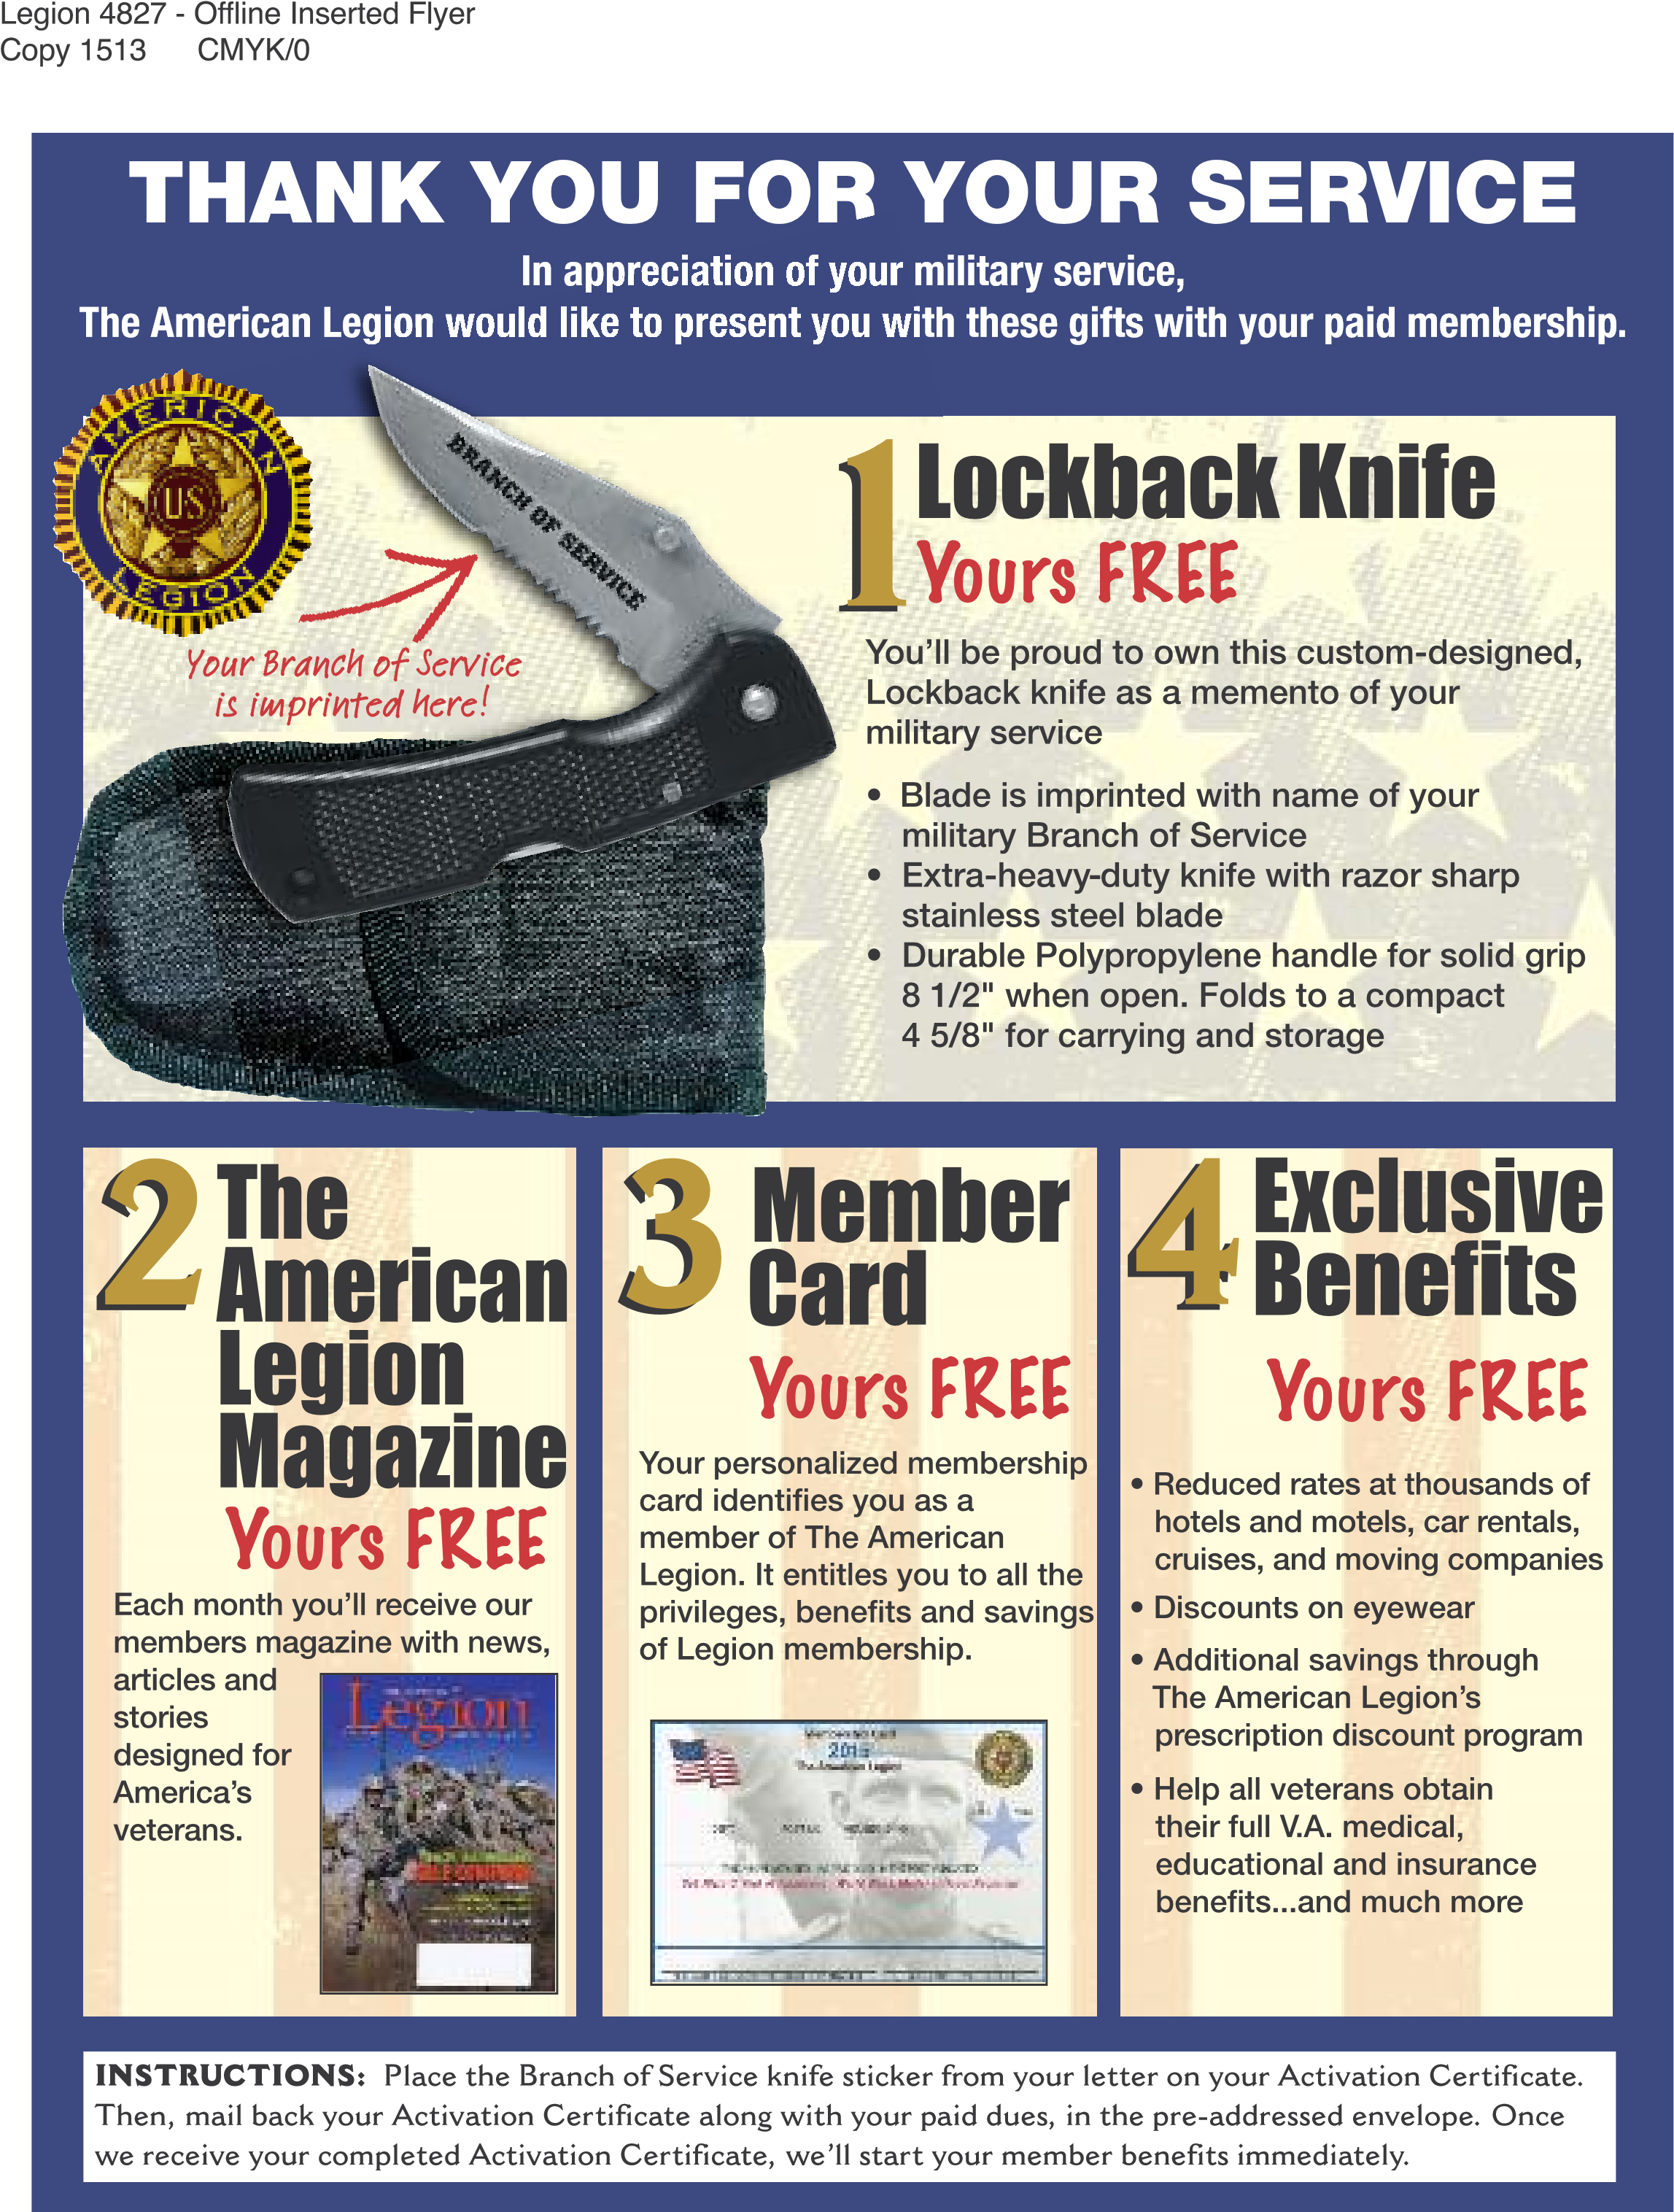 Legion 4827 - Offline Inserted Flyer
Copy 1513 CMYK/0
THANK YOU FOR YOUR SERVICE
In appreciation of your military service,
The American Legion would like to present you with these gifts with your paid membership.
AMERICAN
US
LEGION
BRANCH OF SERVICE
Your Branch of Service
is imprinted here!
1 Lockback Knife
Yours FREE
You'll be proud to own this custom-designed,
Lockback knife as a memento of your
military service
• Blade is imprinted with name of your
military Branch of Service
• Extra-heavy-duty knife with razor sharp
stainless steel blade
• Durable Polypropylene handle for solid grip
8 1/2" when open. Folds to a compact
4 5/8" for carrying and storage
2 The
American
Legion
Magazine
Yours FREE
Each month you'll receive our
members magazine with news,
articles and
stories
designed for
America's
veterans.
Legion
3 Member
Card
Yours FREE
Your personalized membership
card identifies you as a
member of The American
Legion. It entitles you to all the
privileges, benefits and savings
of Legion membership.
Membership Card
The American Legion
4 Exclusive
Benefits
Yours FREE
• Reduced rates at thousands of
hotels and motels, car rentals,
cruises, and moving companies
• Discounts on eyewear
• Additional savings through
The American Legion's
prescription discount program
• Help all veterans obtain
their full V.A. medical,
educational and insurance
benefits...and much more
INSTRUCTIONS: Place the Branch of Service knife sticker from your letter on your Activation Certificate.
Then, mail back your Activation Certificate along with your paid dues, in the pre-addressed envelope. Once
we receive your completed Activation Certificate, we'll start your member benefits immediately.